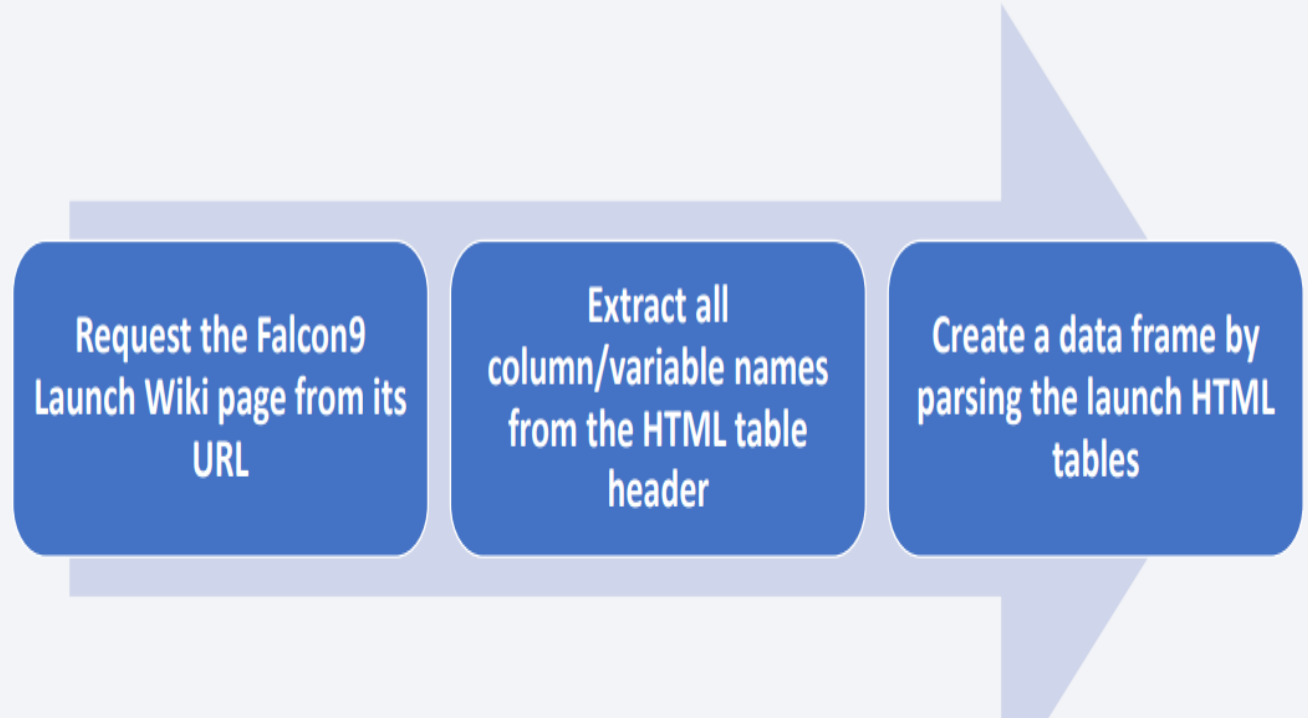 Request the Falcon9
Launch Wiki page from its
URL
Extract all
column/variable names
from the HTML table
header
Create a data frame by
parsing the launch HTML
tables